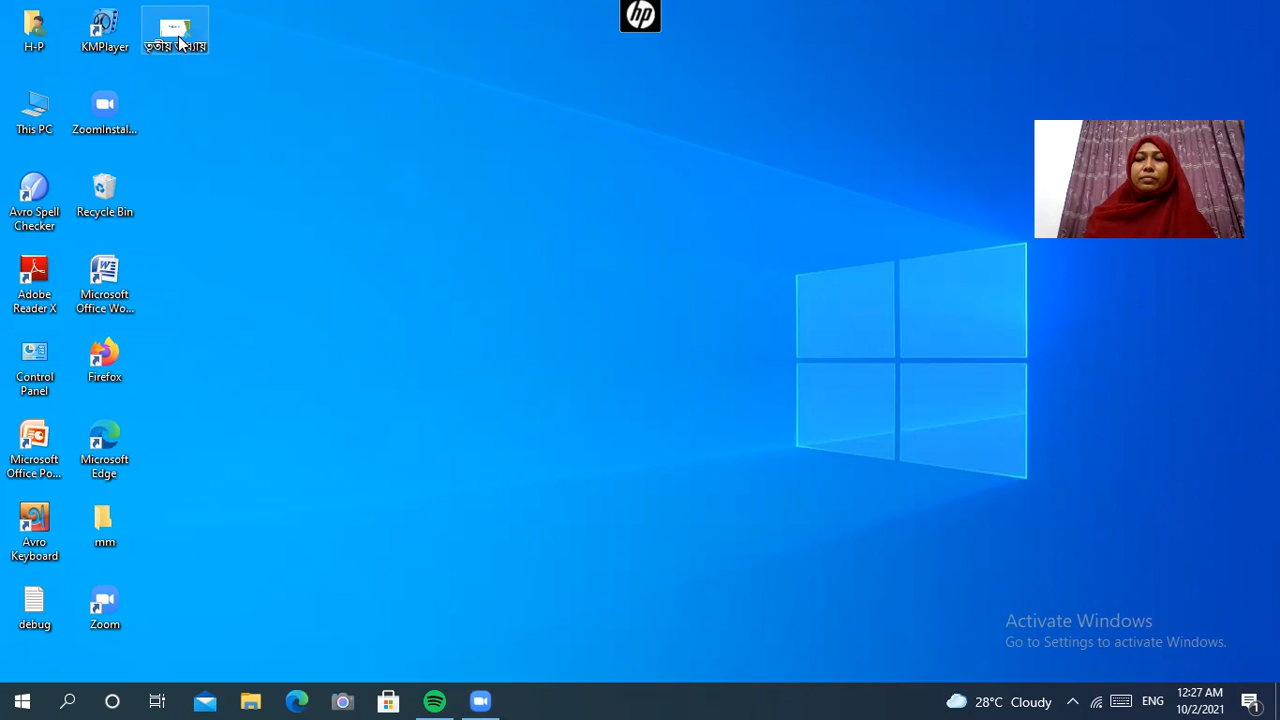 H-P
KMPlayer
তৃতীয়
This PC
ZoomInstal...
Avro Spell
Checker
Recycle Bin
Adobe
Reader X
Microsoft
Office Wo...
Control
Panel
Firefox
Microsoft
Office Po...
Microsoft
Edge
Avro
Keyboard
mm
debug
Zoom
hp
Activate Windows
Go to Settings to activate Windows.
28°C Cloudy
ENG
12:27 AM
10/2/2021
1